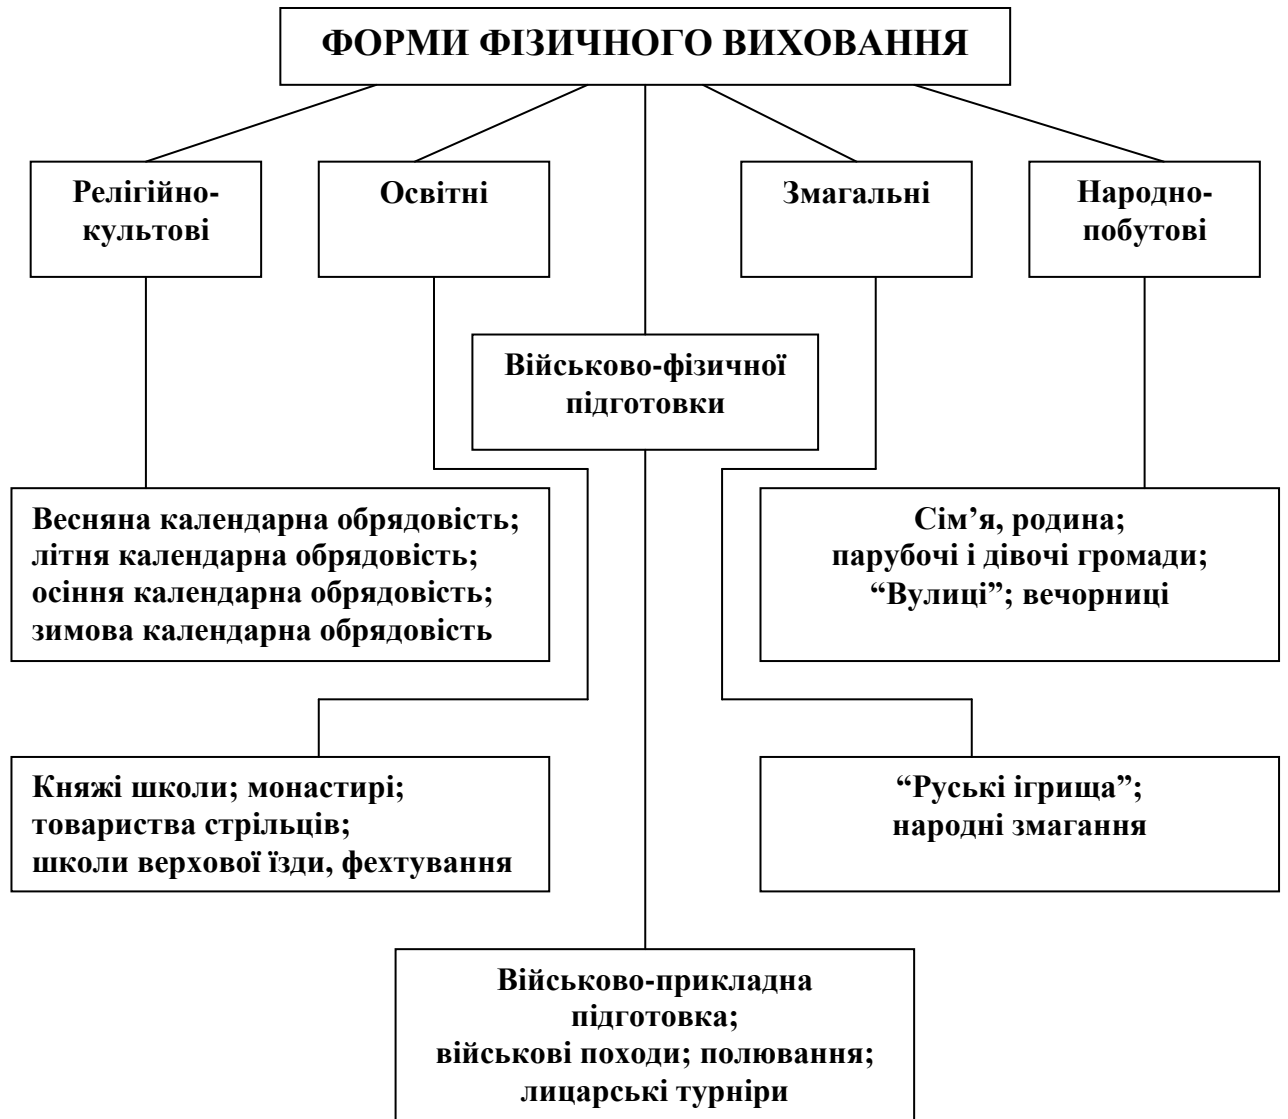 ФОРМИ ФІЗИЧНОГО ВИХОВАННЯ
Релігійно-
культові
Освітні
Змагальні
Народно-
побутові
Військово-фізичної
підготовки
Весняна календарна обрядовість;
літня календарна обрядовість;
осіння календарна обрядовість;
зимова календарна обрядовість
Сім’я, родина;
парубочі і дівочі громади;
“Вулиці”; вечорниці
Княжі школи; монастирі;
товариства стрільців;
школи верхової їзди, фехтування
“Руські ігрища”;
народні змагання
Військово-прикладна
підготовка;
військові походи; полювання;
лицарські турніри